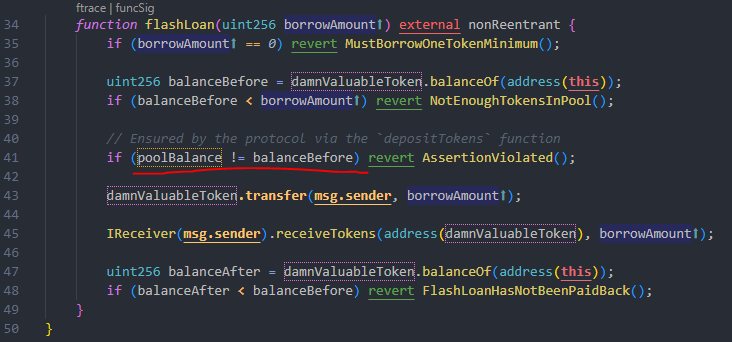 ftrace | funcSig
34 function flashLoan(uint256 borrowAmount↑) external nonReentrant {
35 if (borrowAmount↑ == 0) revert MustBorrowOneTokenMinimum();
36
37 uint256 balanceBefore = damnValuableToken.balanceOf(address(this));
38 if (balanceBefore < borrowAmount↑) revert NotEnoughTokensInPool();
39
40 // Ensured by the protocol via the `depositTokens` function
41 if (poolBalance != balanceBefore) revert AssertionViolated();
42
43 damnValuableToken.transfer(msg.sender, borrowAmount↑);
44
45 IReceiver(msg.sender).receiveTokens(address(damnValuableToken), borrowAmount↑);
46
47 uint256 balanceAfter = damnValuableToken.balanceOf(address(this));
48 if (balanceAfter < balanceBefore) revert FlashLoanHasNotBeenPaidBack();
49 }
50 }